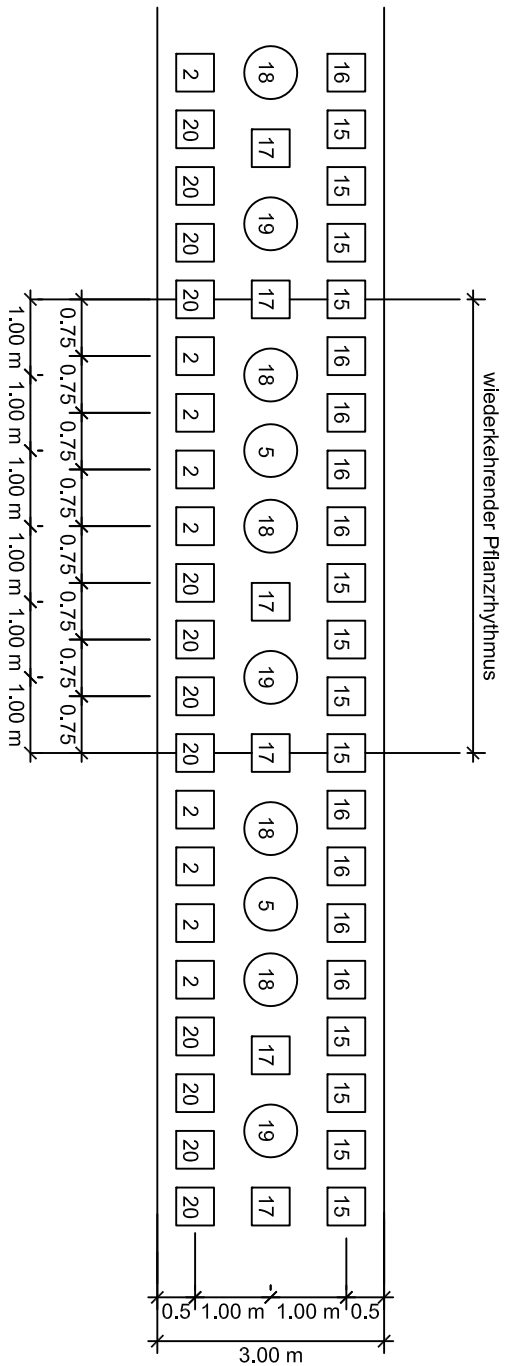 wiederkehrender Pflanzrhythmus
16 15 15 15 15 16 16 16 16 15 15 15 15 16 16 16 16 15 15 15 15
18 17 19 17 18 5 18 17 19 17 18 5 18 17 19 17
2 20 20 20 20 2 2 2 2 20 20 20 20 2 2 2 2 20 20 20 20
0.75 0.75 0.75 0.75 0.75 0.75 0.75 0.75
1.00 m 1.00 m 1.00 m 1.00 m 1.00 m 1.00 m
0.5 1.00 m 1.00 m 0.5
3.00 m